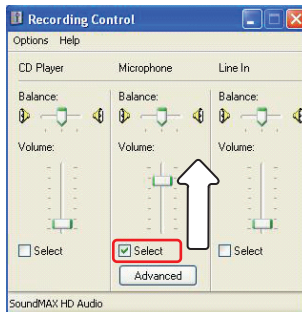 Recording Control
Options Help
CD Player Microphone Line In
Balance: Balance: Balance:
Volume: Volume: Volume:
Select Select Select
Advanced
SoundMAX HD Audio